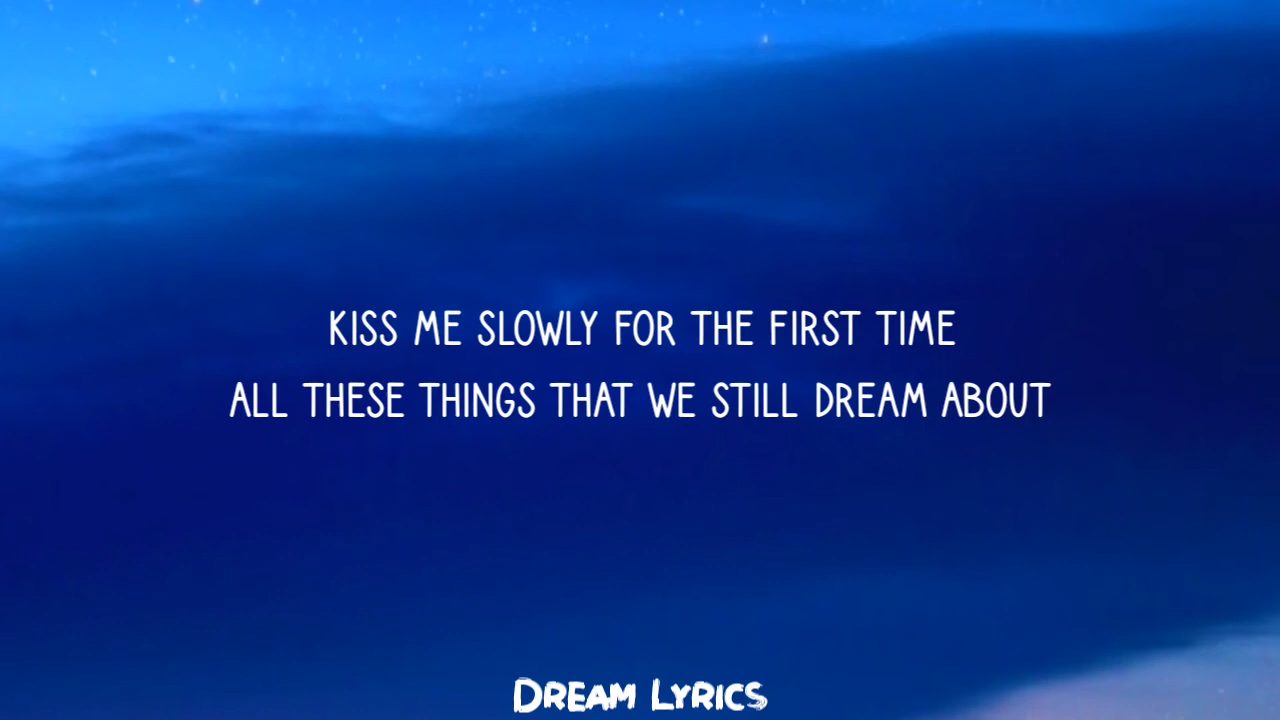 KISS ME SLOWLY FOR THE FIRST TIME
ALL THESE THINGS THAT WE STILL DREAM ABOUT
DREAM LYRICS